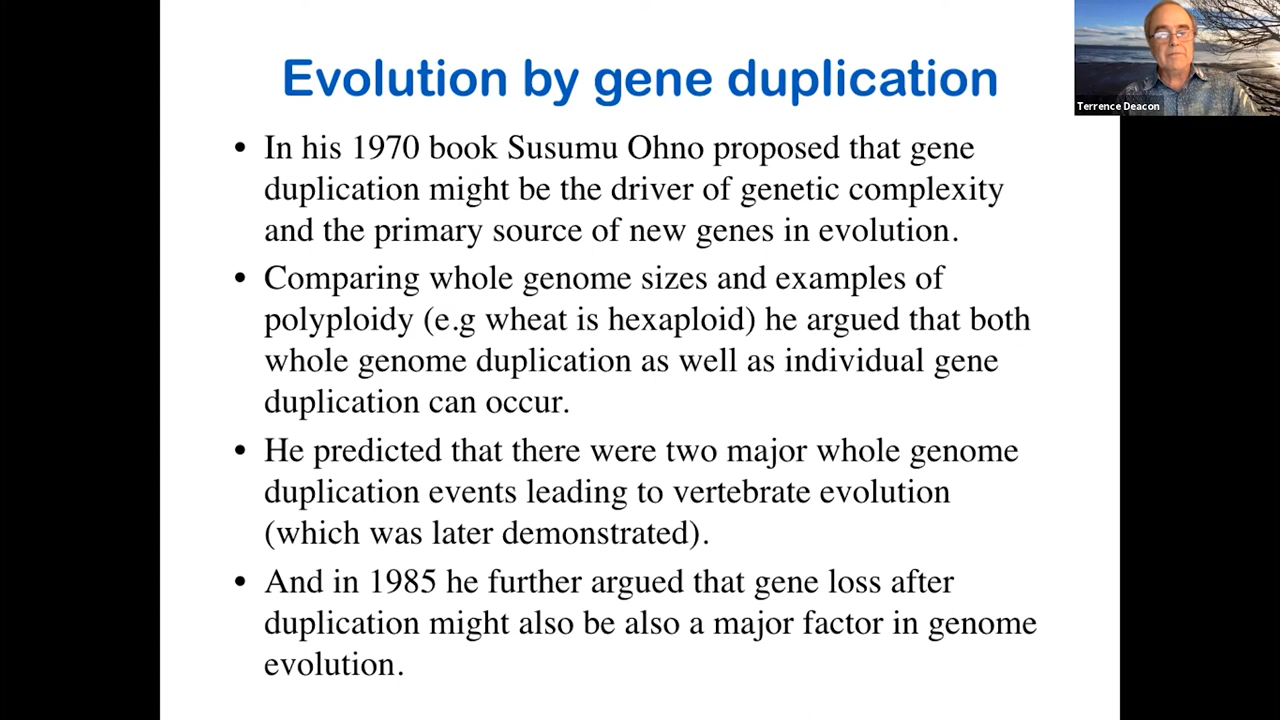 Evolution by gene duplication
Terrence Deacon
• In his 1970 book Susumu Ohno proposed that gene
duplication might be the driver of genetic complexity
and the primary source of new genes in evolution.
• Comparing whole genome sizes and examples of
polyploidy (e.g wheat is hexaploid) he argued that both
whole genome duplication as well as individual gene
duplication can occur.
• He predicted that there were two major whole genome
duplication events leading to vertebrate evolution
(which was later demonstrated).
• And in 1985 he further argued that gene loss after
duplication might also be also a major factor in genome
evolution.